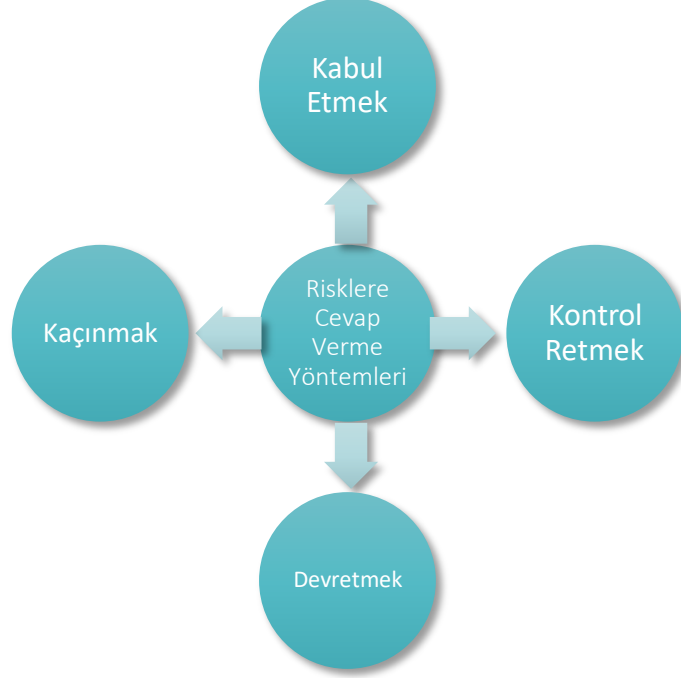 Kabul
Etmek
Kaçınmak
Risklere
Cevap
Verme
Yöntemleri
Kontrol
Retmek
Devretmek